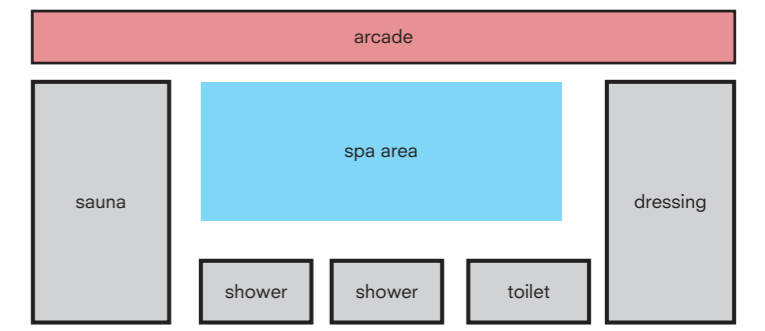 arcade
spa area
sauna
dressing
shower
shower
toilet